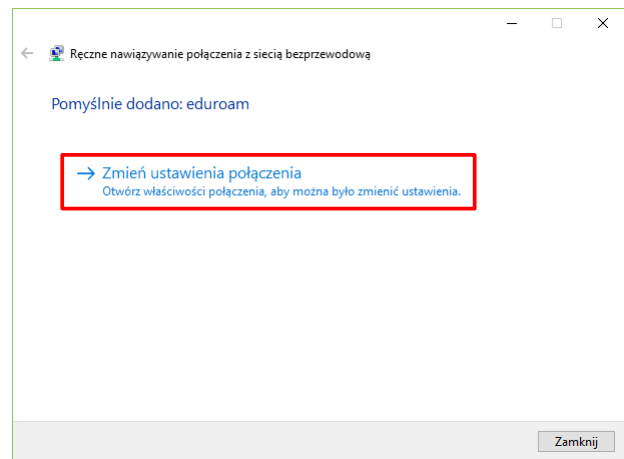 Ręczne nawiązywanie połączenia z siecią bezprzewodową
Pomyślnie dodano: eduroam
Zmień ustawienia połączenia
Otwórz właściwości połączenia, aby można było zmienić ustawienia.
Zamknij